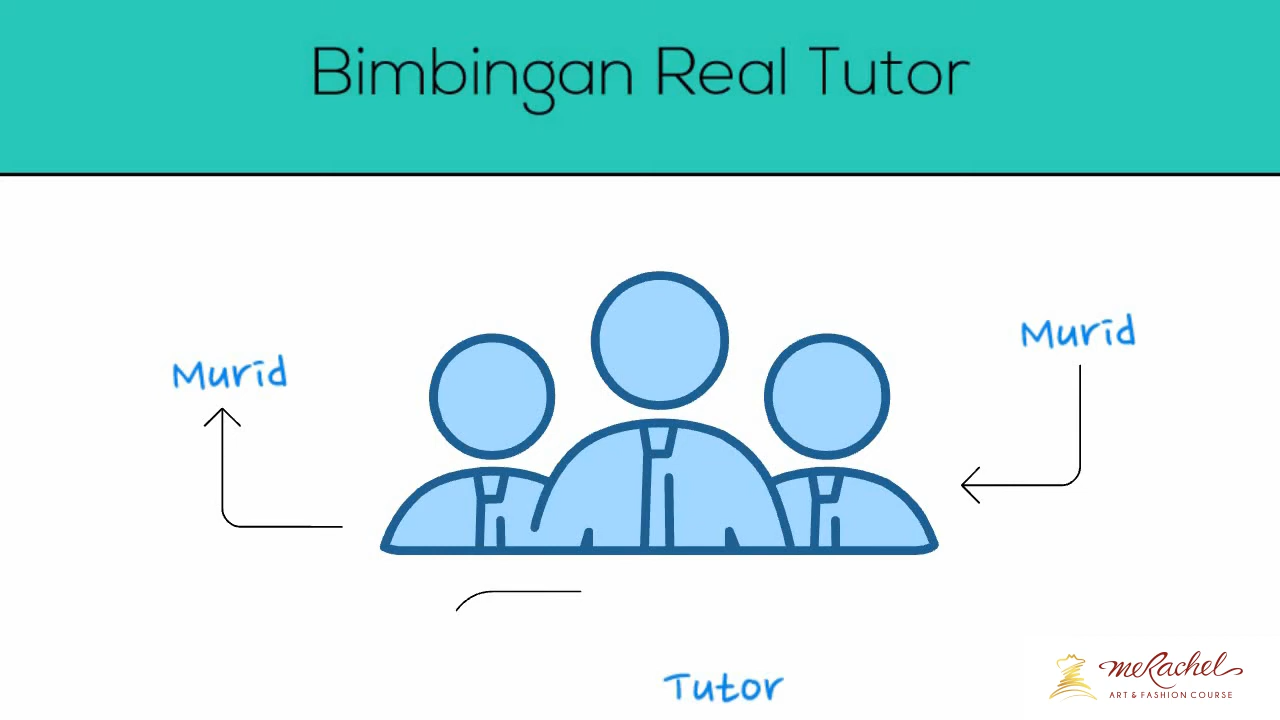 Bimbingan Real Tutor
Murid
Murid
Tutor
meRachel
ART & FASHION COURSE